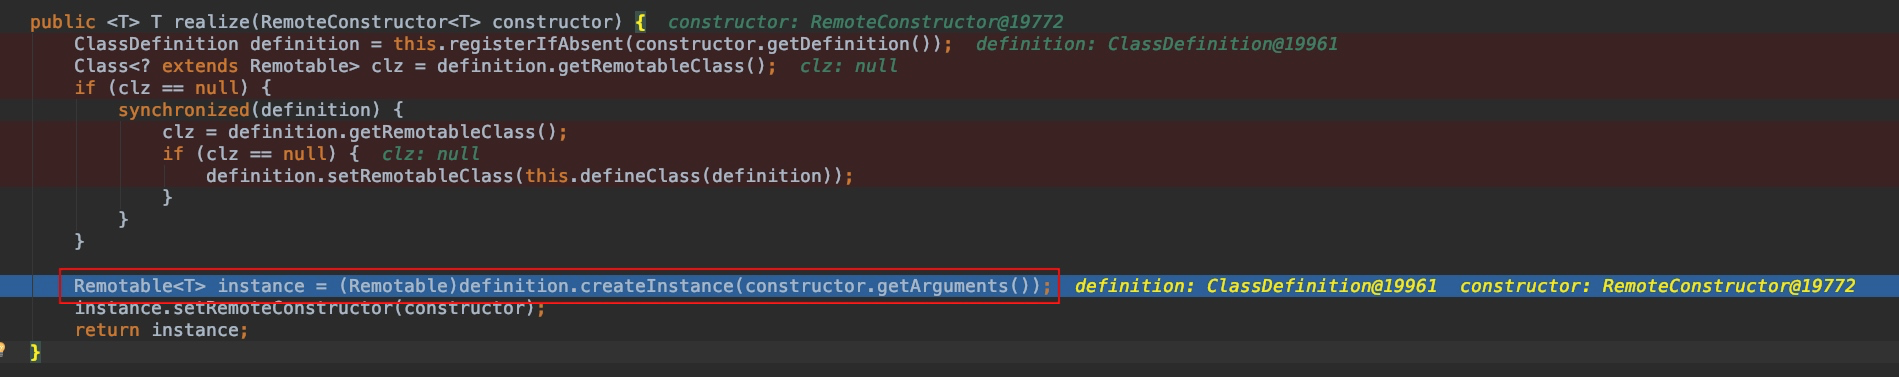 public <T> T realize(RemoteConstructor<T> constructor) { constructor: RemoteConstructor@19772
ClassDefinition definition = this.registerIfAbsent(constructor.getDefinition()); definition: ClassDefinition@19961
Class<? extends Remotable> clz = definition.getRemotableClass(); clz: null
if (clz == null) {
synchronized(definition) {
clz = definition.getRemotableClass();
if (clz == null) { clz: null
definition.setRemotableClass(this.defineClass(definition));
}
}
}
Remotable<T> instance = (Remotable)definition.createInstance(constructor.getArguments()); definition: ClassDefinition@19961 constructor: RemoteConstructor@19772
instance.setRemoteConstructor(constructor);
return instance;
}